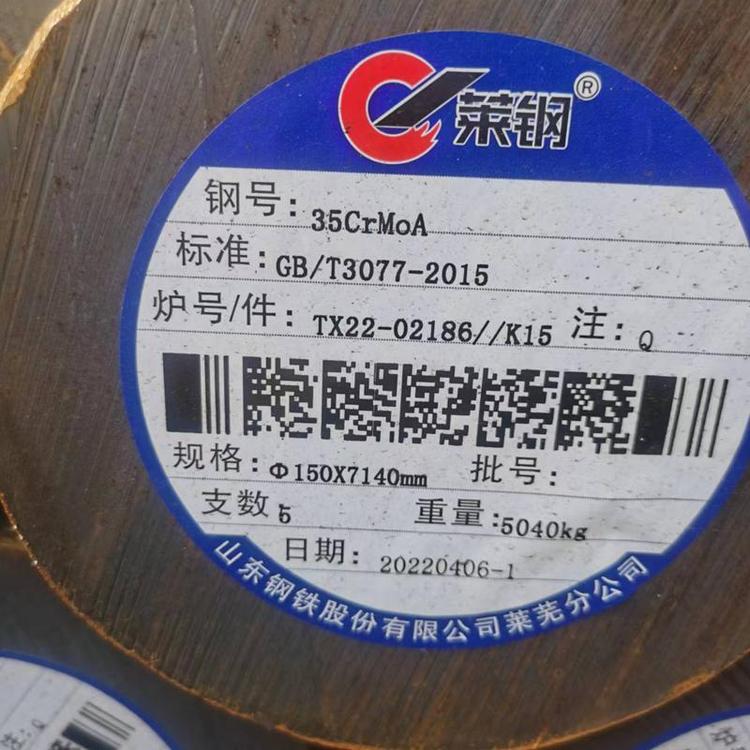 莱钢®
钢号：35CrMoA
标准：GB/T3077-2015
炉号/件：TX22-02186//K15 注：Q
规格：Φ150X7140mm 批号：
支数 5 重量：5040kg
日期：20220406-1
山东钢铁股份有限公司莱芜分公司
注：Q
炉